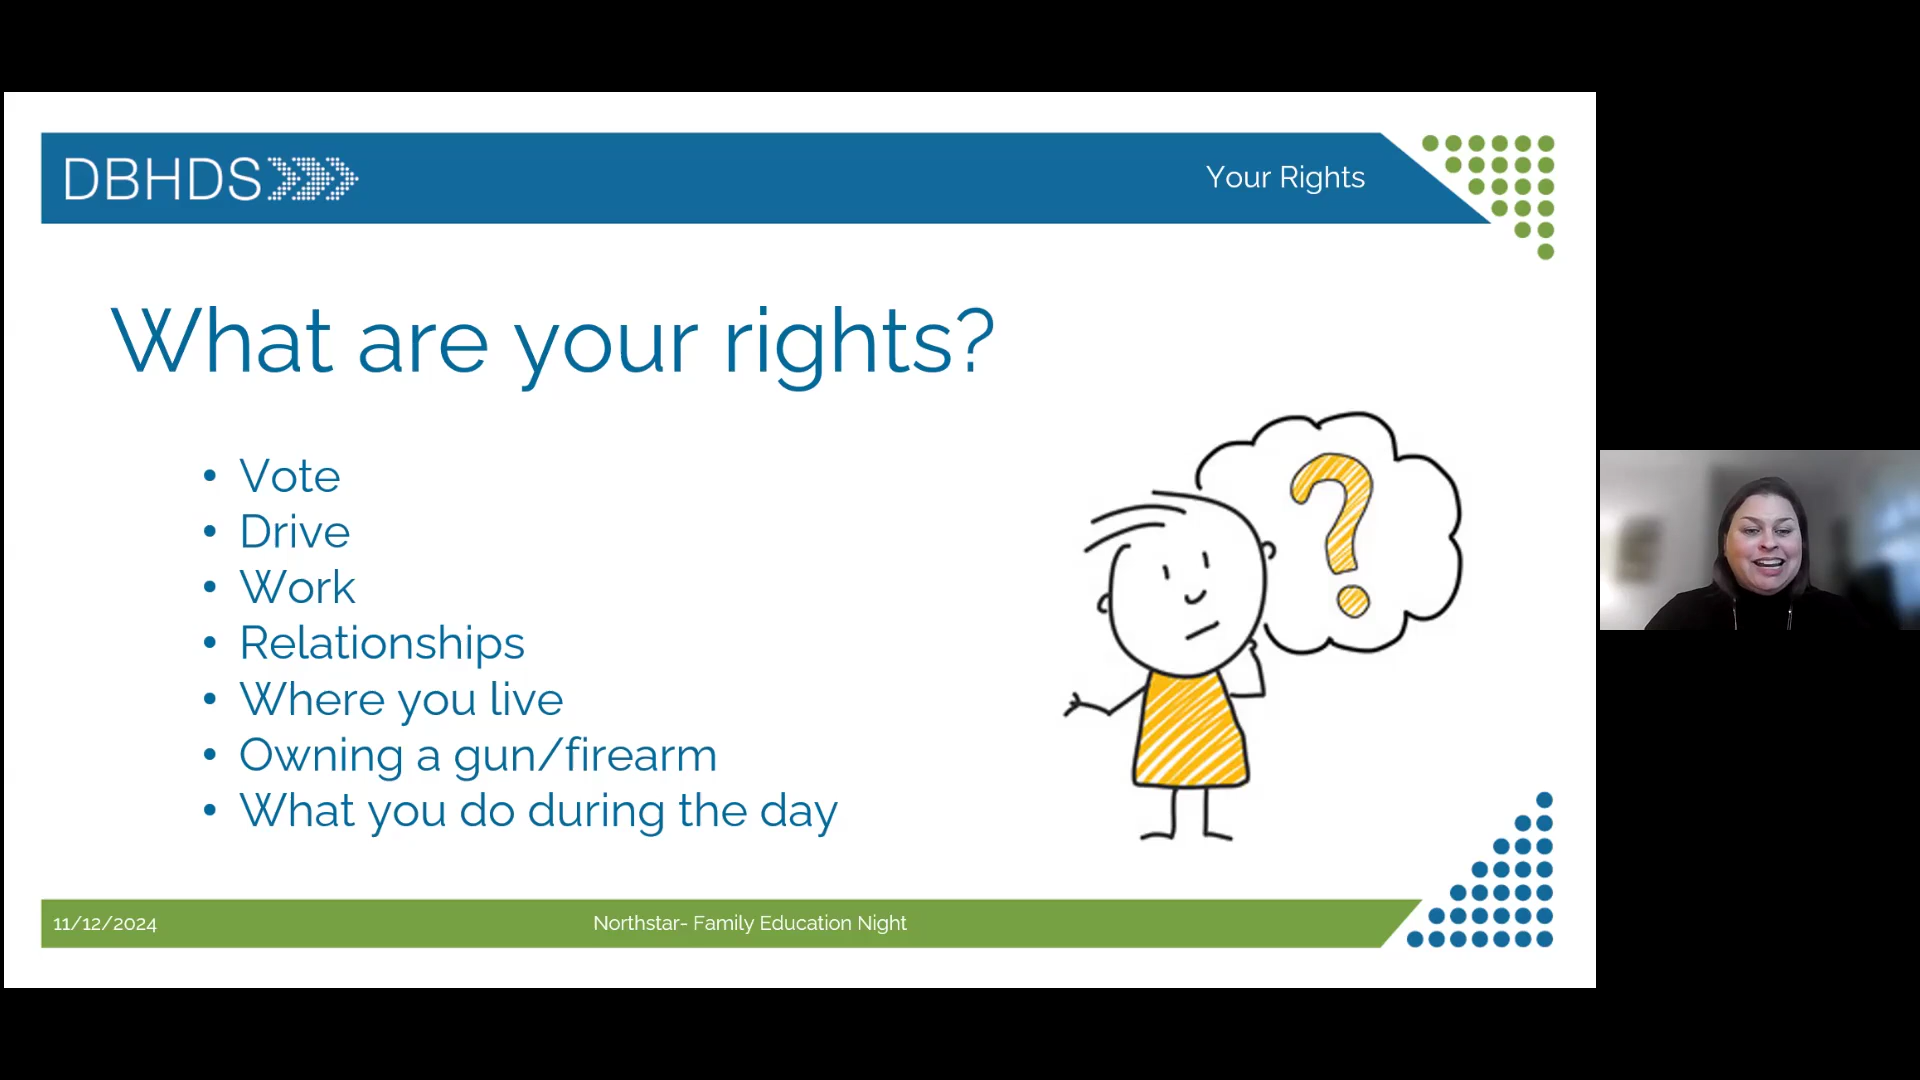 DBHDS
Your Rights
What are your rights?
• Vote
• Drive
• Work
• Relationships
• Where you live
• Owning a gun/firearm
• What you do during the day
?
11/12/2024
Northstar- Family Education Night